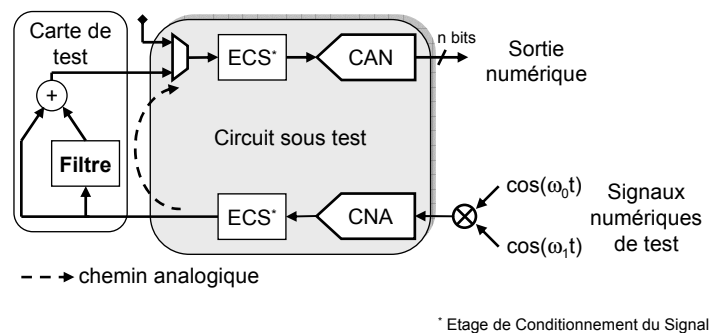 Carte de
test
n bits
ECS*
CAN
Sortie
numérique
+
Circuit sous test
Filtre
ECS*
CNA
cos(ω₀t)
cos(ω₁t)
Signaux
numériques
de test
chemin analogique
* Etage de Conditionnement du Signal